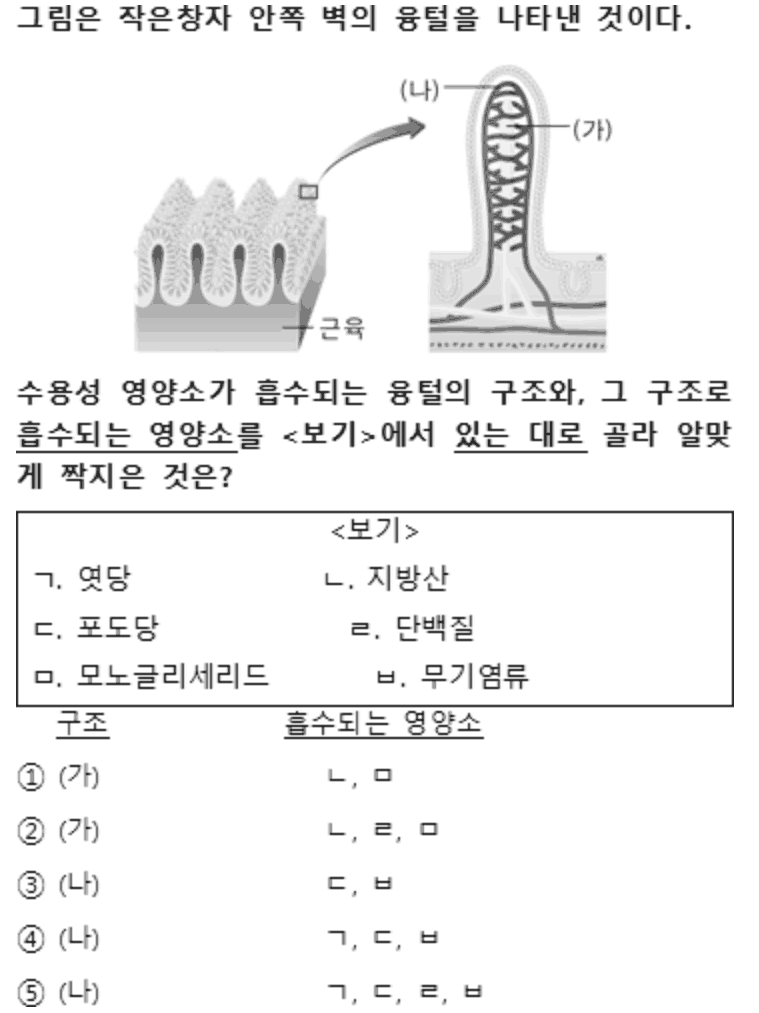 그림은 작은창자 안쪽 벽의 융털을 나타낸 것이다.
(나)
(가)
근육
수용성 영양소가 흡수되는 융털의 구조와, 그 구조로
흡수되는 영양소를 <보기>에서 있는 대로 골라 알맞
게 짝지은 것은?
<보기>
ㄱ. 엿당 ㄴ. 지방산
ㄷ. 포도당 ㄹ. 단백질
ㅁ. 모노글리세리드 ㅂ. 무기염류
구조 흡수되는 영양소
① (가) ㄴ, ㅁ
② (가) ㄴ, ㄹ, ㅁ
③ (나) ㄷ, ㅂ
④ (나) ㄱ, ㄷ, ㅂ
⑤ (나) ㄱ, ㄷ, ㄹ, ㅂ